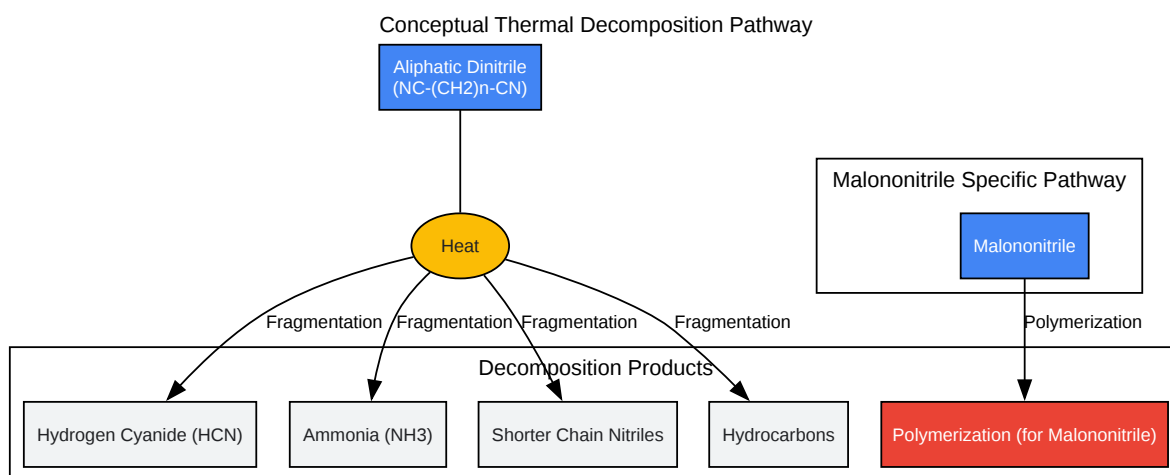 Conceptual Thermal Decomposition Pathway
Aliphatic Dinitrile
(NC-(CH2)n-CN)
Malononitrile Specific Pathway
Heat
Malononitrile
Fragmentation
Fragmentation
Fragmentation
Fragmentation
Polymerization
Decomposition Products
Hydrogen Cyanide (HCN)
Ammonia (NH3)
Shorter Chain Nitriles
Hydrocarbons
Polymerization (for Malononitrile)